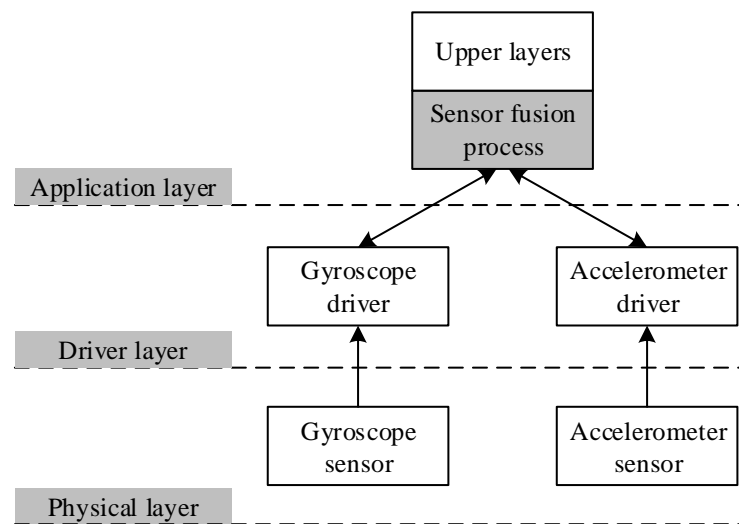 Upper layers
Sensor fusion
process
Application layer
Gyroscope
driver
Accelerometer
driver
Driver layer
Gyroscope
sensor
Accelerometer
sensor
Physical layer